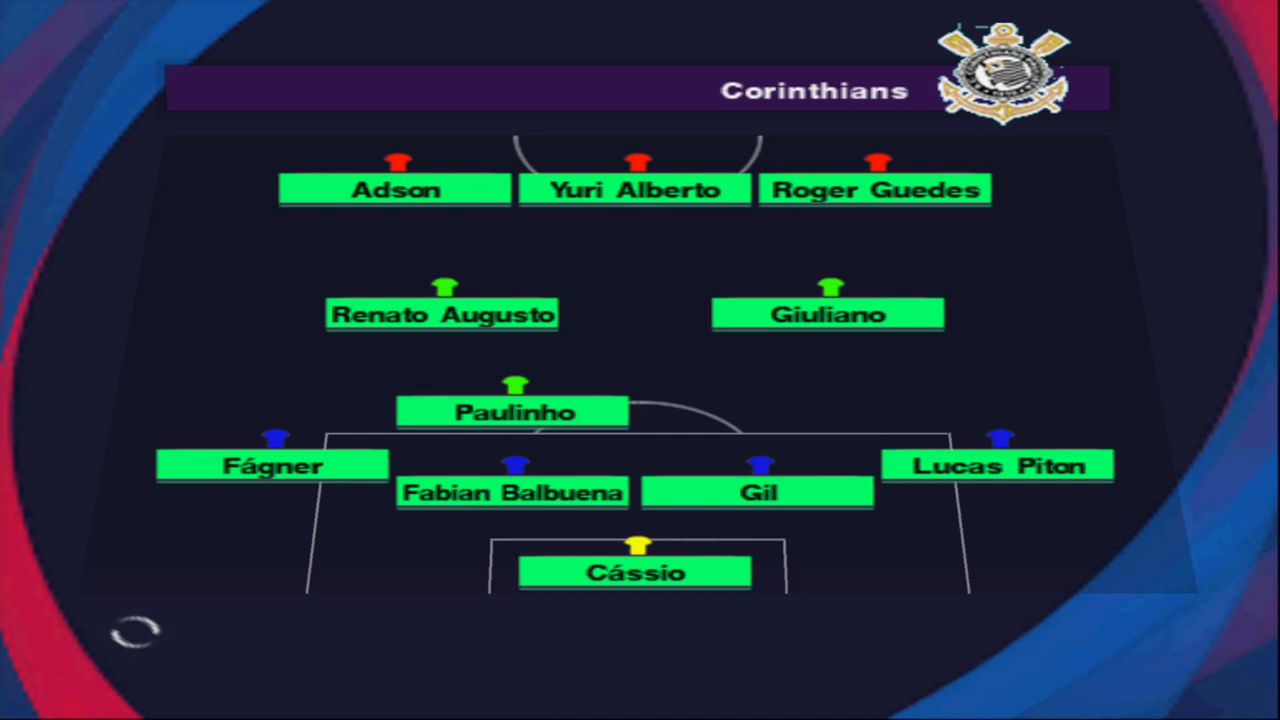 Corinthians
Adson Yuri Alberto Roger Guedes
Renato Augusto Giuliano
Paulinho
Fágner Lucas Piton
Fabian Balbuena Gil
Cássio